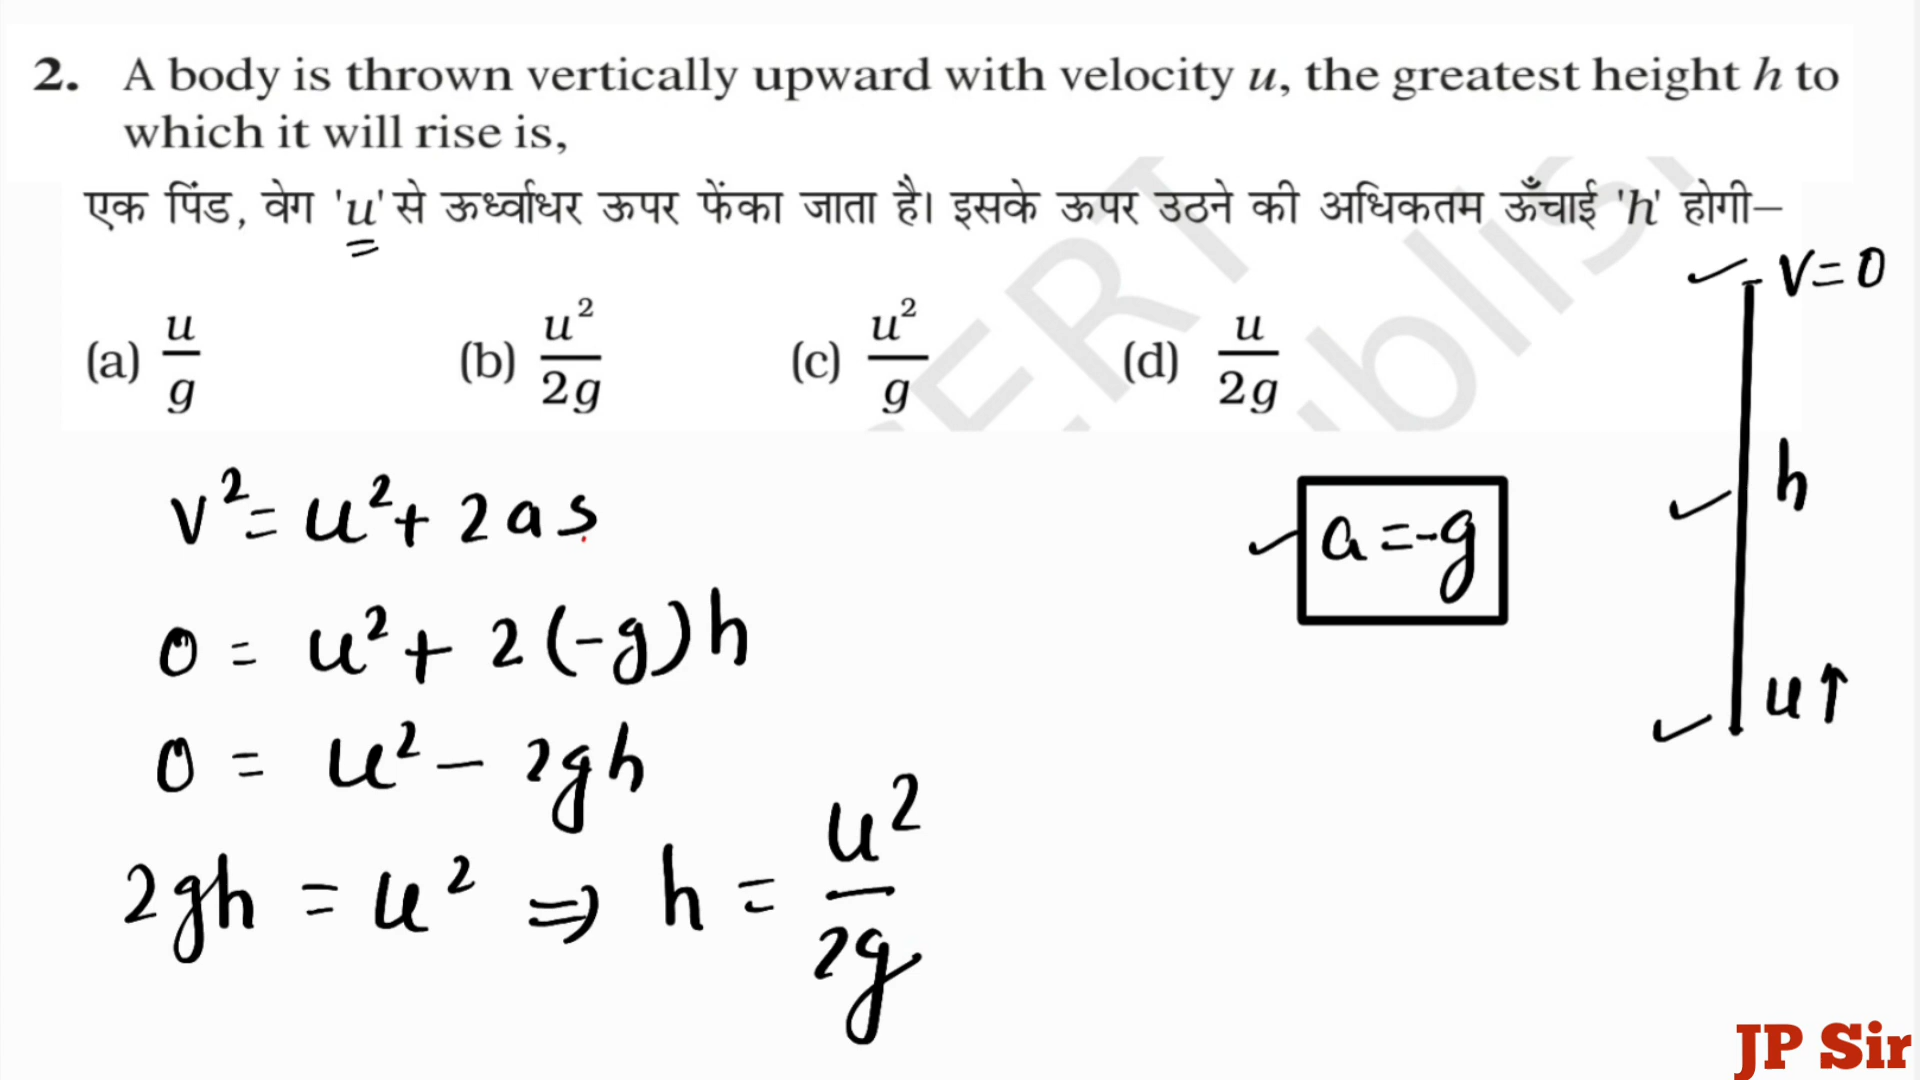 2. A body is thrown vertically upward with velocity u, the greatest height h to
which it will rise is,
एक पिंड, वेग 'u' से ऊर्ध्वाधर ऊपर फेंका जाता है। इसके ऊपर उठने की अधिकतम ऊँचाई 'h' होगी–
(a) u/g (b) u²/2g (c) u²/g (d) u/2g
v=0
h
u↑
a=-g
v²=u²+2as
0 = u²+2(-g)h
0 = u²-2gh
2gh = u² ⇒ h = u²/2g
JP Sir